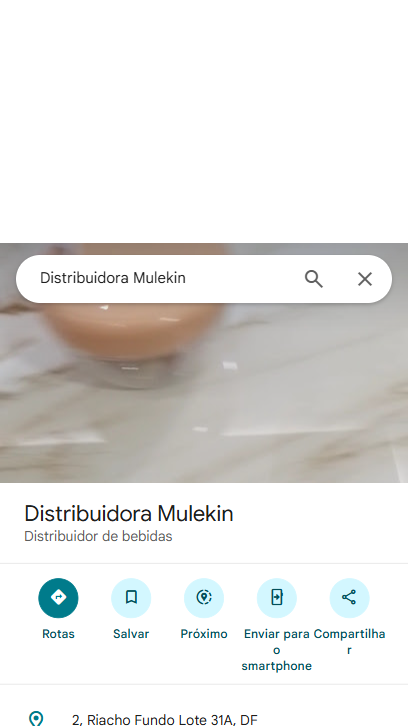 Distribuidora Mulekin
Distribuidora Mulekin
Distribuidor de bebidas
Rotas
Salvar
Próximo
Enviar para
o
smartphone
Compartilha
r
2, Riacho Fundo Lote 31A, DF